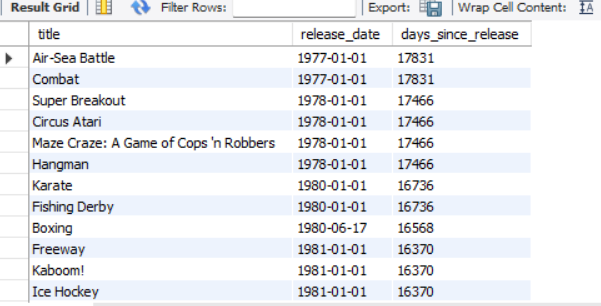 Result Grid Filter Rows: Export: Wrap Cell Content: IA
title release_date days_since_release
Air-Sea Battle 1977-01-01 17831
Combat 1977-01-01 17831
Super Breakout 1978-01-01 17466
Circus Atari 1978-01-01 17466
Maze Craze: A Game of Cops 'n Robbers 1978-01-01 17466
Hangman 1978-01-01 17466
Karate 1980-01-01 16736
Fishing Derby 1980-01-01 16736
Boxing 1980-06-17 16568
Freeway 1981-01-01 16370
Kaboom! 1981-01-01 16370
Ice Hockey 1981-01-01 16370